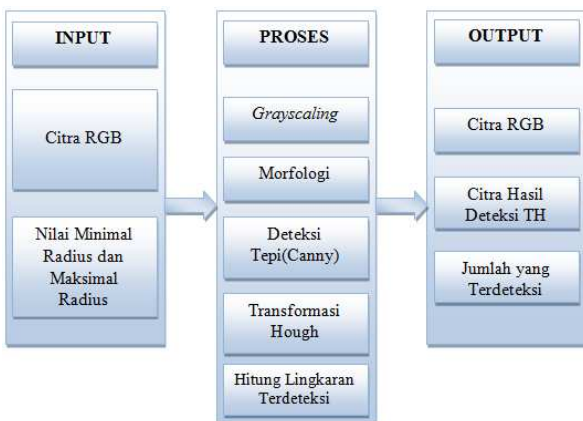 INPUT
Citra RGB
Nilai Minimal
Radius dan
Maksimal
Radius
PROSES
Grayscaling
Morfologi
Deteksi
Tepi(Canny)
Transformasi
Hough
Hitung Lingkaran
Terdeteksi
OUTPUT
Citra RGB
Citra Hasil
Deteksi TH
Jumlah yang
Terdeteksi